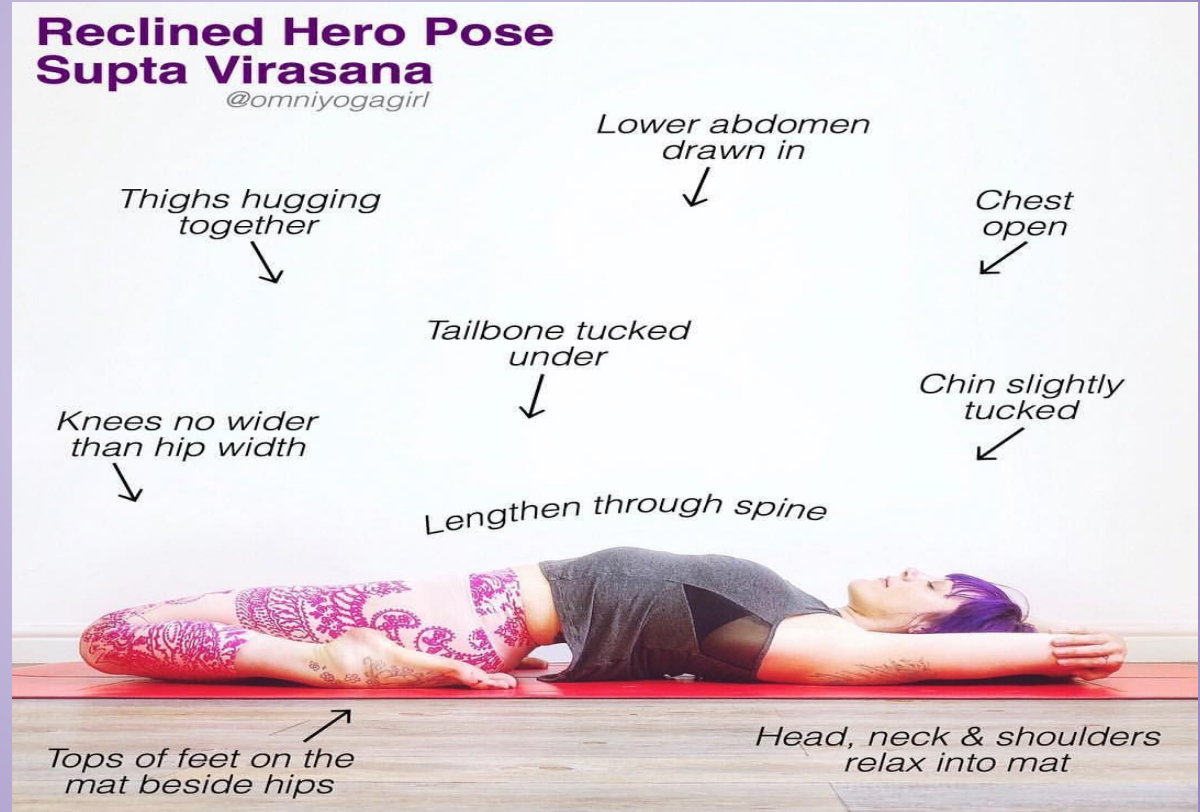 Reclined Hero Pose
Supta Virasana
@omniyogagirl
Lower abdomen
drawn in
Thighs hugging
together
Chest
open
Tailbone tucked
under
Chin slightly
tucked
Knees no wider
than hip width
Lengthen through spine
Tops of feet on the
mat beside hips
Head, neck & shoulders
relax into mat